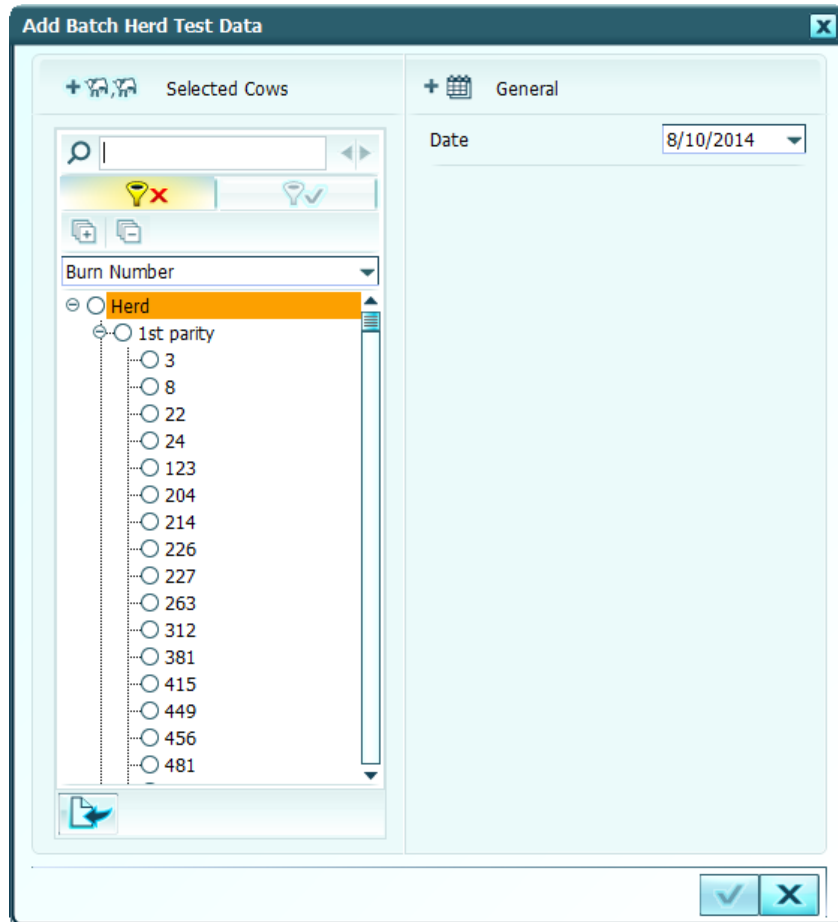 Add Batch Herd Test Data
Selected Cows
General
Date
8/10/2014
Burn Number
Herd
1st parity
3
8
22
24
123
204
214
226
227
263
312
381
415
449
456
481